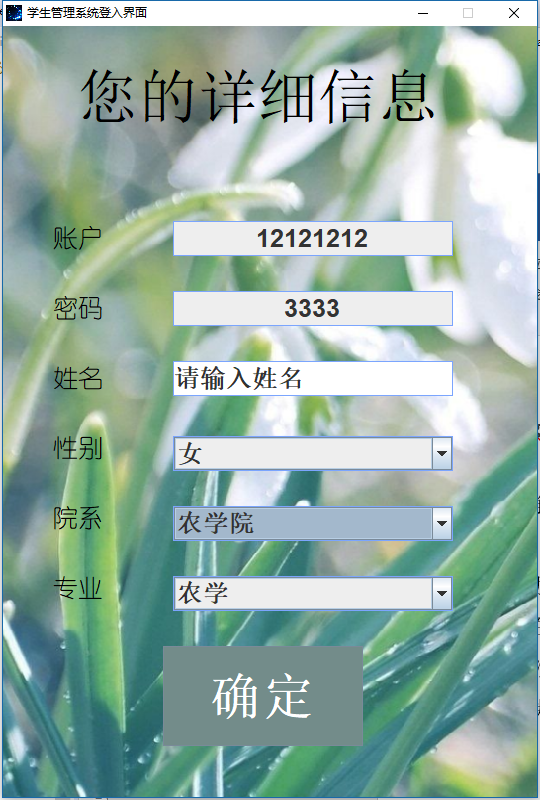 学生管理系统登入界面
您的详细信息
账户 12121212
密码 3333
姓名 请输入姓名
性别 女
院系 农学院
专业 农学
确定